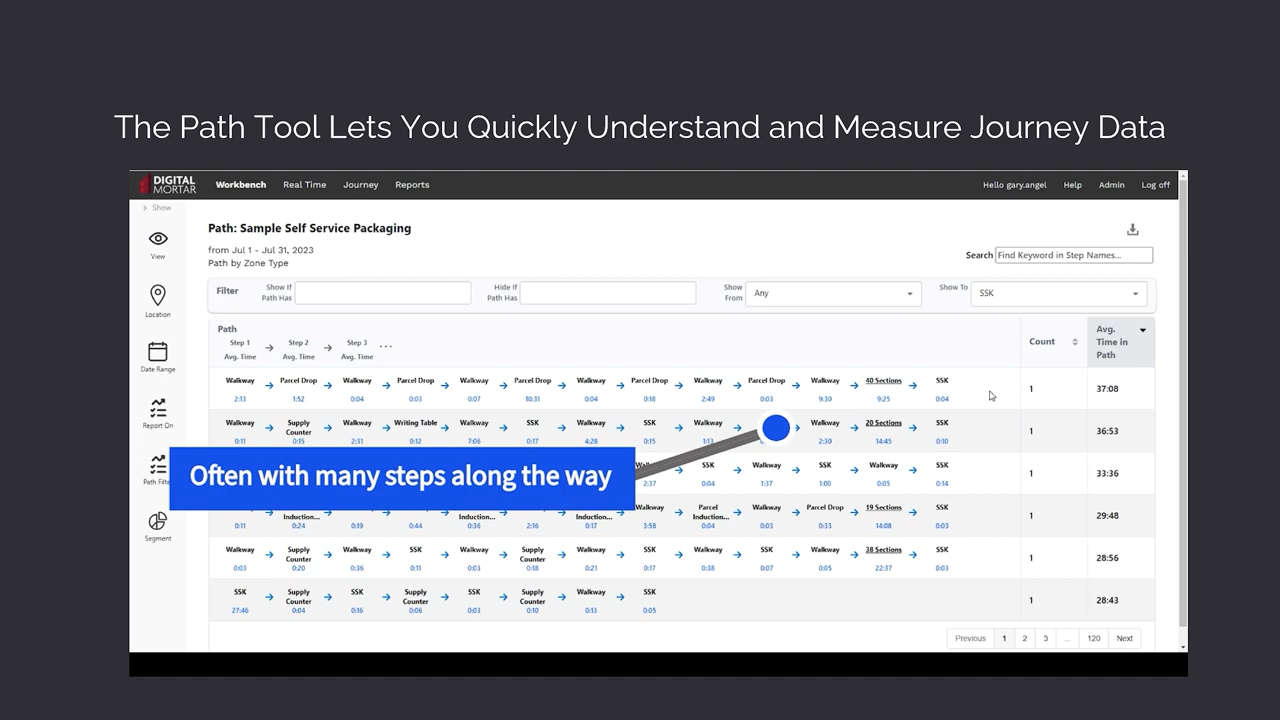 The Path Tool Lets You Quickly Understand and Measure Journey Data
DIGITAL
MORTAR
Workbench Real Time Journey Reports Hello gary.angel Help Admin Log off
Show
View
Location
Date Range
Report On
Path Filte
Segment
Path: Sample Self Service Packaging
from Jul 1 - Jul 31, 2023
Path by Zone Type
Search Find Keyword in Step Names...
Filter Show If Path Has Hide If Path Has Show From Any Show To SSK
Path
Step 1 Step 2 Step 3 ...
Avg. Time Avg. Time Avg. Time
Count
Avg. Time in Path
Walkway Parcel Drop Walkway Parcel Drop Walkway Parcel Drop Walkway Parcel Drop Walkway Parcel Drop Walkway 40 Sections SSK
2:13 1:52 0:04 0:03 0:07 10:31 0:04 0:18 2:49 0:03 9:30 9:25 0:04
1 37:08
Walkway Supply Counter Walkway Writing Table Walkway SSK Walkway SSK Walkway Walkway 20 Sections SSK
0:11 0:15 2:31 0:12 7:06 0:17 4:28 0:15 1:13 2:30 14:45 0:10
1 36:53
Often with many steps along the way
SSK Walkway SSK Walkway SSK
2:37 0:04 1:37 1:00 0:05 0:14
1 33:36
Induction... Induction... Induction... Parcel Induction... Walkway Parcel Drop 19 Sections SSK
0:11 0:24 0:19 0:44 0:36 2:16 0:17 3:58 0:04 0:03 0:33 14:08 0:03
1 29:48
Walkway Supply Counter Walkway SSK Walkway Supply Counter Walkway SSK Walkway SSK Walkway 38 Sections SSK
0:03 0:20 0:36 0:11 0:03 0:18 0:21 0:17 0:38 0:07 0:05 22:37 0:03
1 28:56
SSK Supply Counter SSK Supply Counter SSK Supply Counter Walkway SSK
27:46 0:04 0:16 0:06 0:03 0:10 0:13 0:05
1 28:43
Previous 1 2 3 ... 120 Next